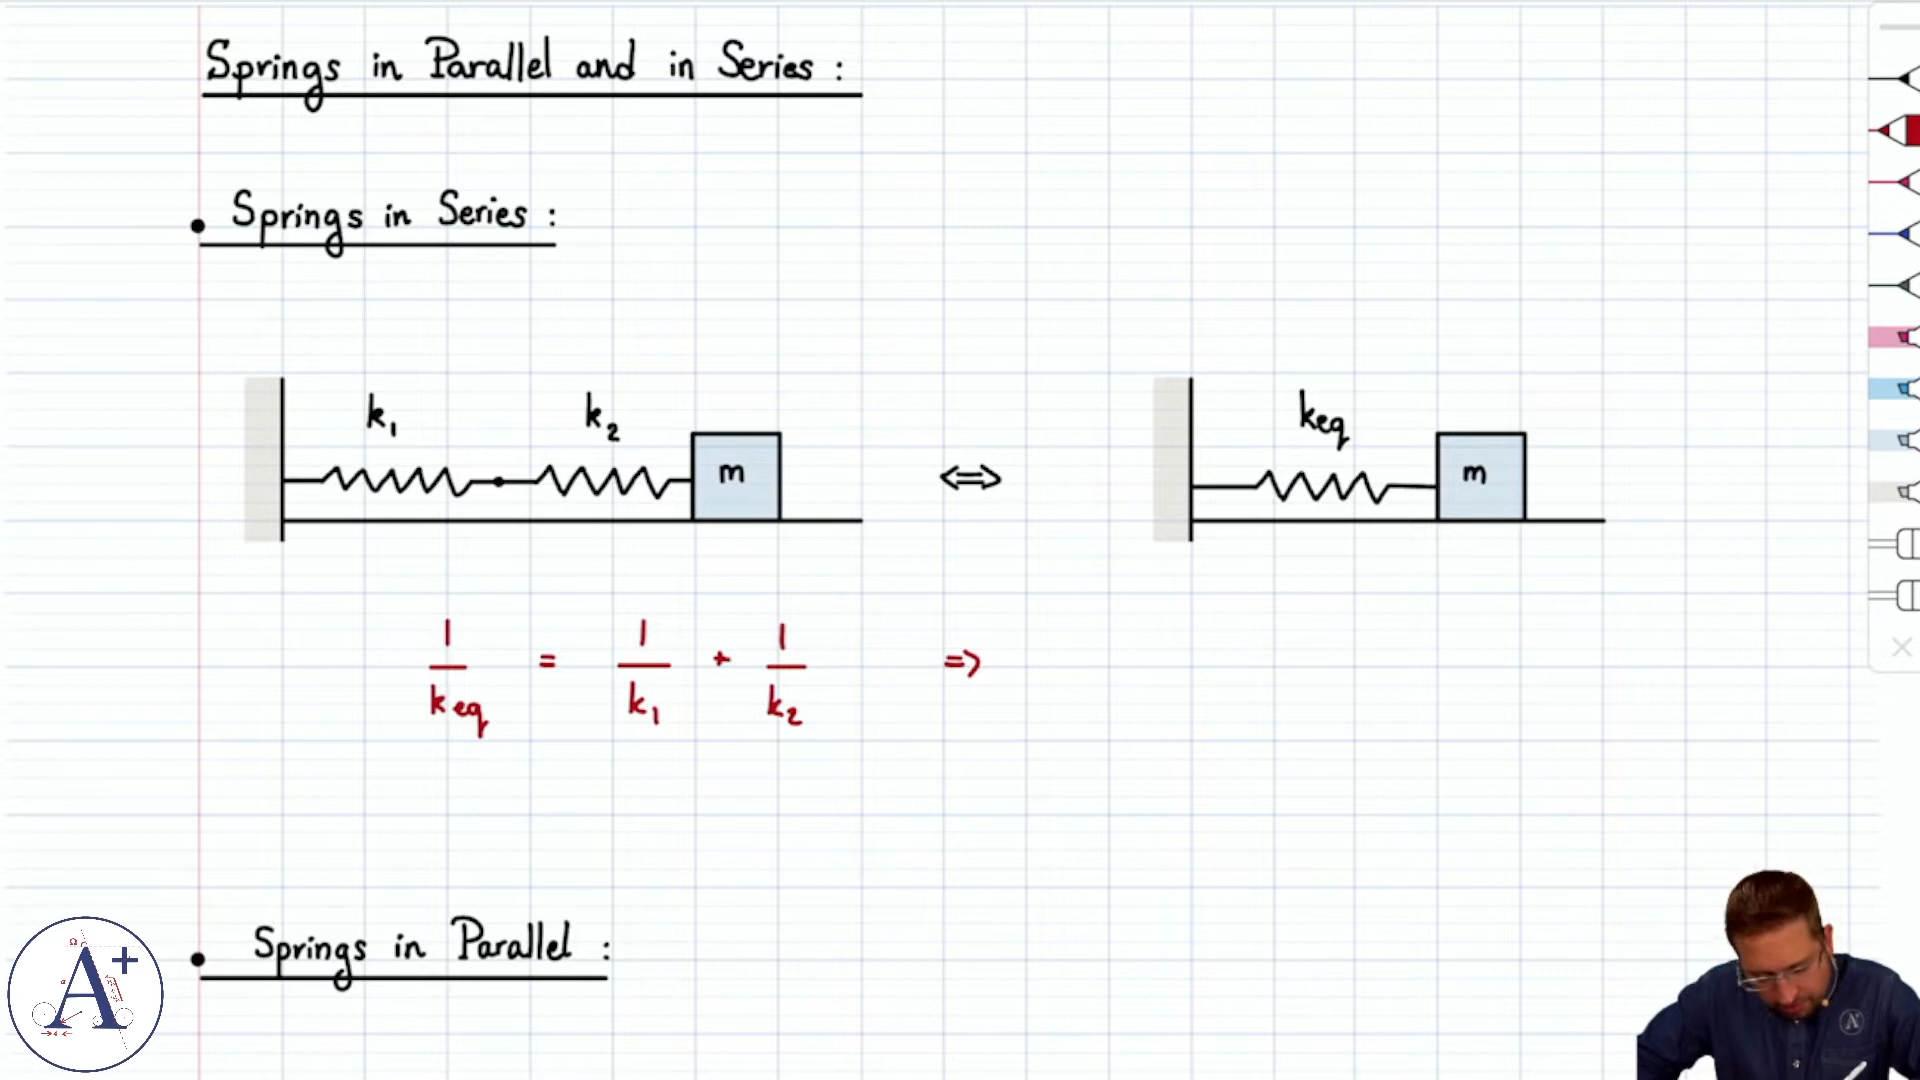 Springs in Parallel and in Series :
• Springs in Series :
k₁ k₂ m ⇔ keq m
1/keq = 1/k₁ + 1/k₂ ⇒
• Springs in Parallel :
A+